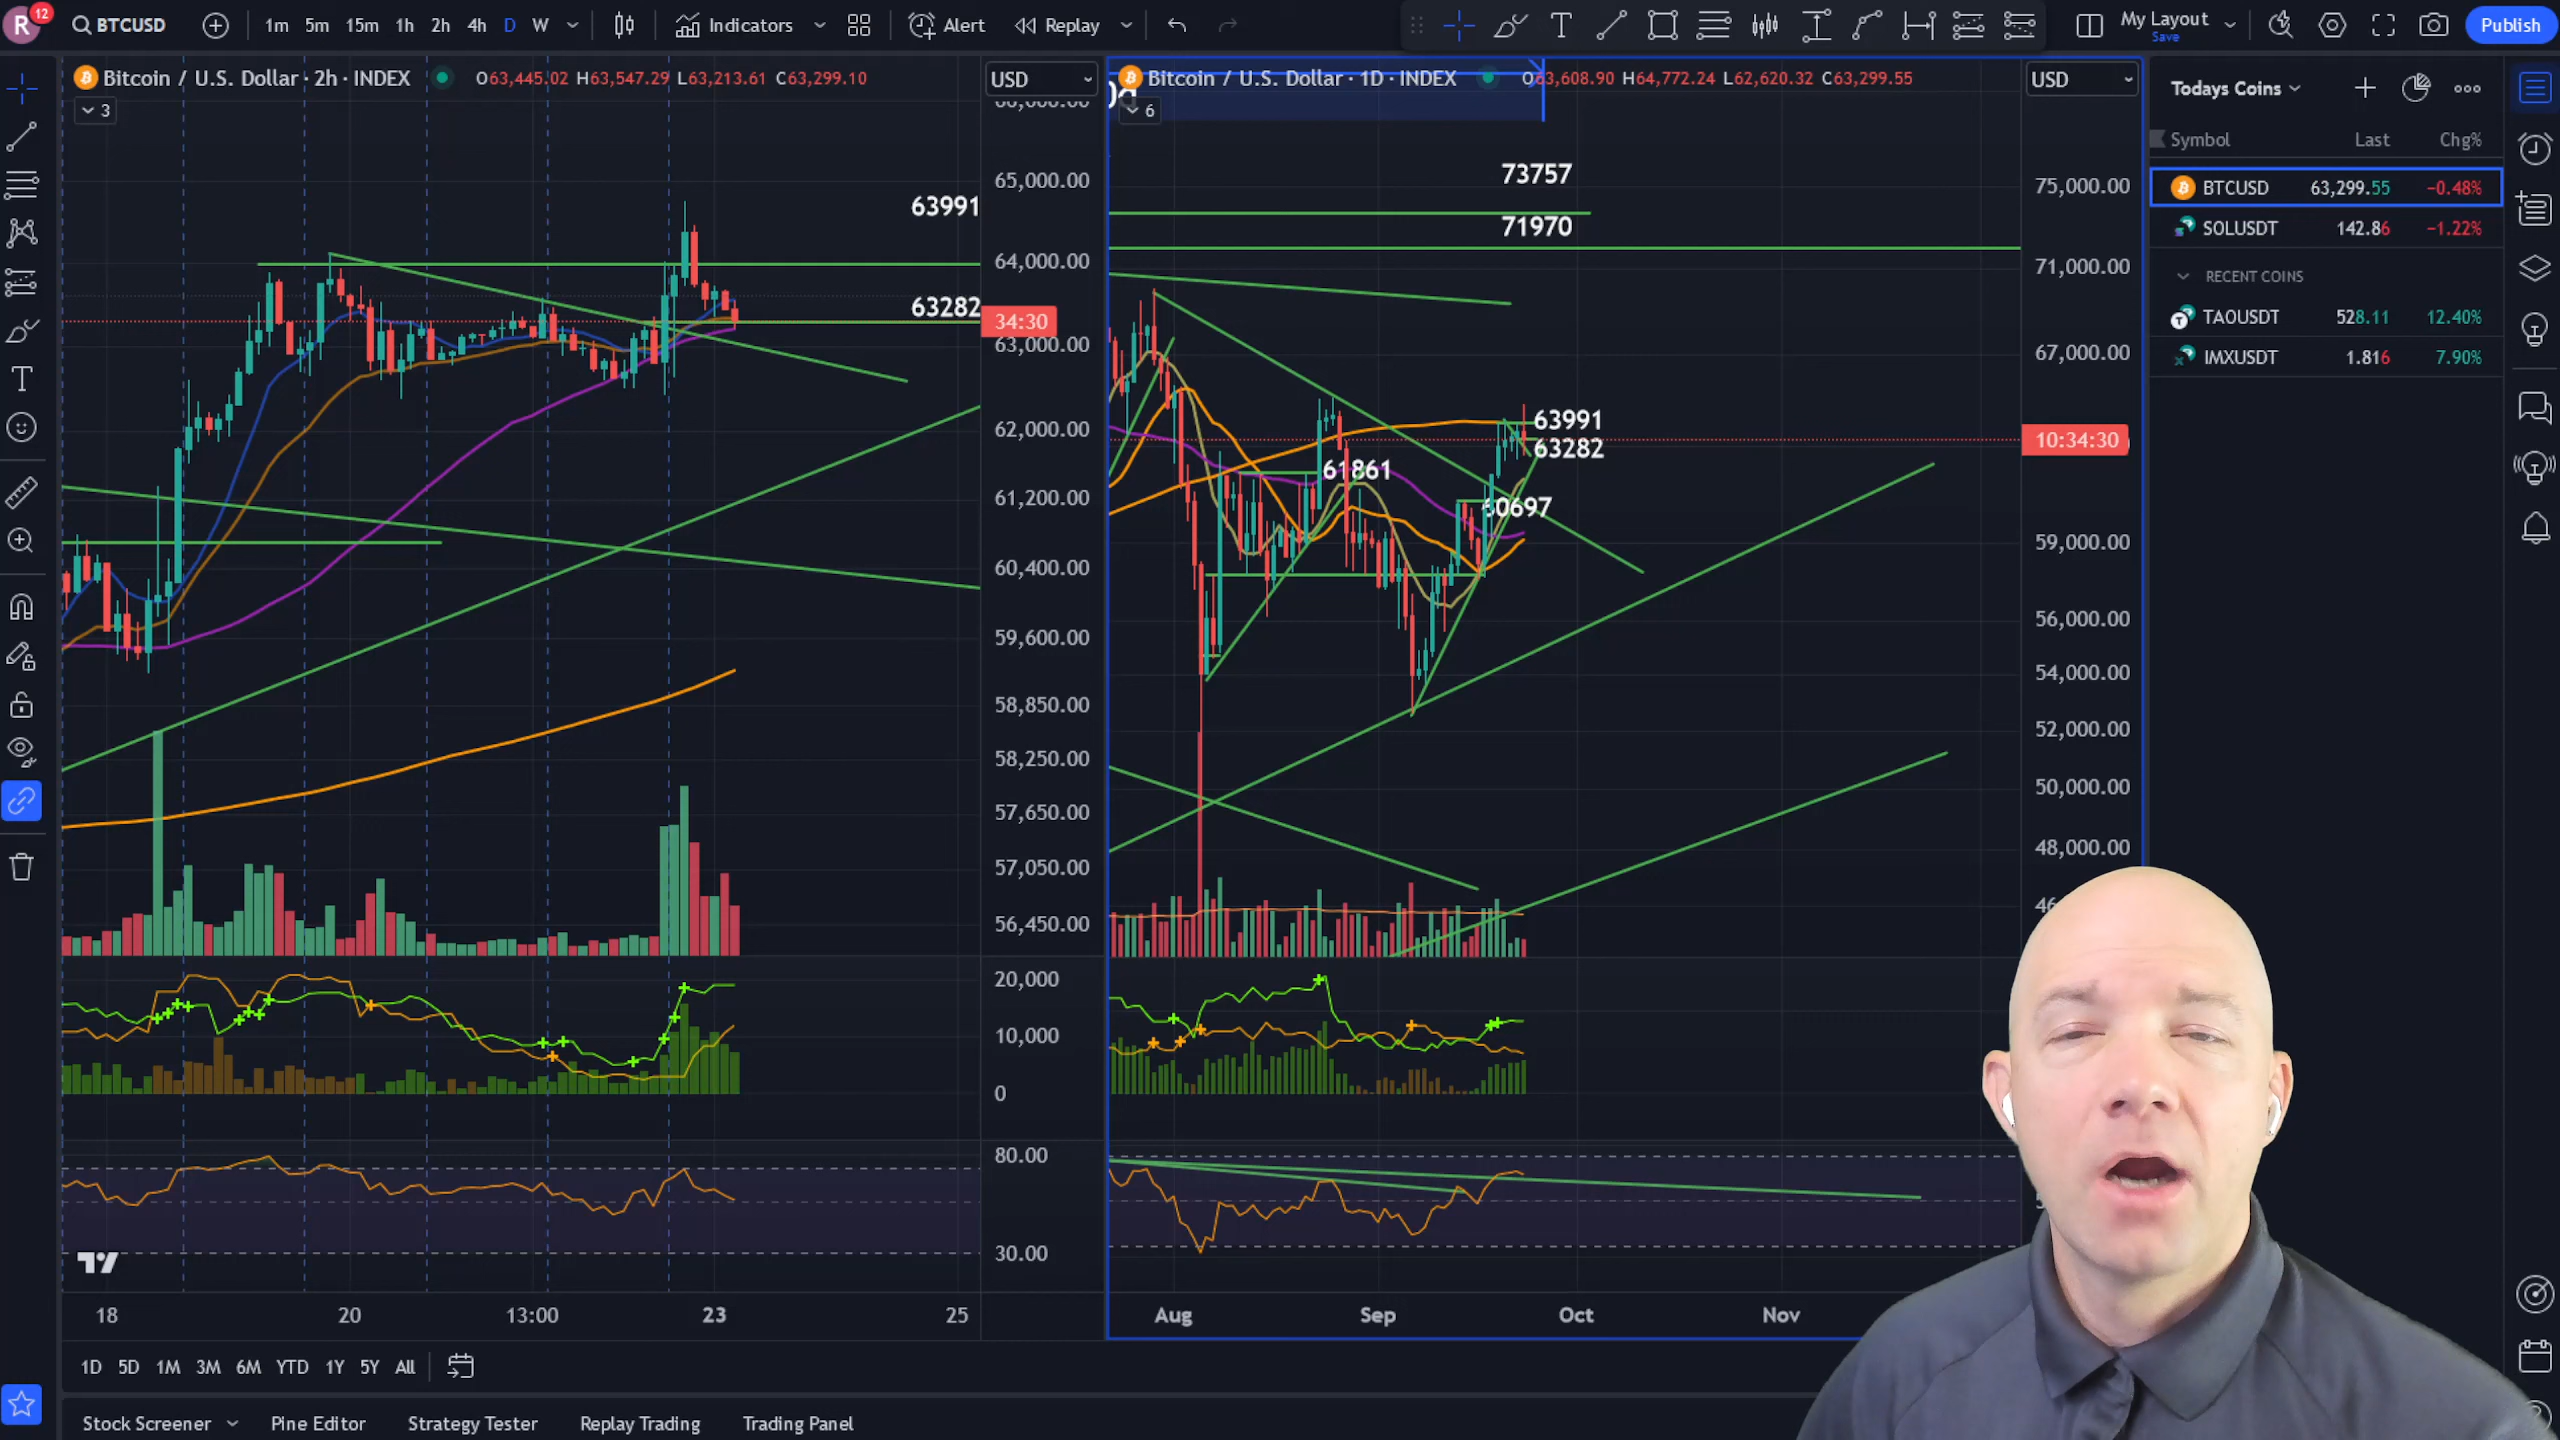 R 12 BTCUSD 1m 5m 15m 1h 2h 4h D W Indicators Alert Replay T My Layout Save Publish
Bitcoin / U.S. Dollar · 2h · INDEX O63,445.02 H63,547.29 L63,213.61 C63,299.10
USD
3
65,000.00
64,000.00
63,000.00
62,000.00
61,200.00
60,400.00
59,600.00
58,850.00
58,250.00
57,650.00
57,050.00
56,450.00
20,000
10,000
0
80.00
30.00
63991
63282
34:30
18 20 13:00 23 25
Bitcoin / U.S. Dollar · 1D · INDEX O63,608.90 H64,772.24 L62,620.32 C63,299.55
USD
6
73757
71970
63991
63282
61861
60697
75,000.00
71,000.00
67,000.00
10:34:30
59,000.00
56,000.00
54,000.00
52,000.00
50,000.00
48,000.00
Aug Sep Oct Nov
Todays Coins
Symbol Last Chg%
BTCUSD 63,299.55 −0.48%
SOLUSDT 142.86 −1.22%
RECENT COINS
TAOUSDT 528.11 12.40%
IMXUSDT 1.816 7.90%
1D 5D 1M 3M 6M YTD 1Y 5Y All
Stock Screener Pine Editor Strategy Tester Replay Trading Trading Panel